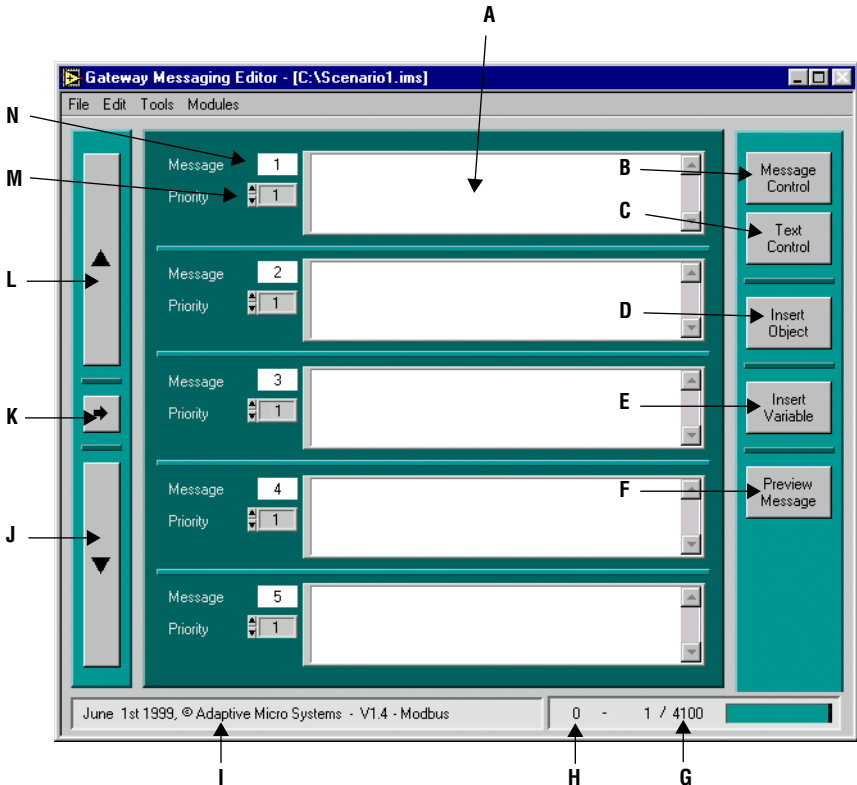 A
Gateway Messaging Editor - [C:\Scenario1.ims]
File Edit Tools Modules
N
Message 1
M
Priority 1
B
Message
Control
C
Text
Control
L
Message 2
Priority 1
D
Insert
Object
K
Message 3
Priority 1
E
Insert
Variable
J
Message 4
Priority 1
F
Preview
Message
Message 5
Priority 1
June 1st 1999, © Adaptive Micro Systems - V1.4 - Modbus
0 - 1 / 4100
I
H
G